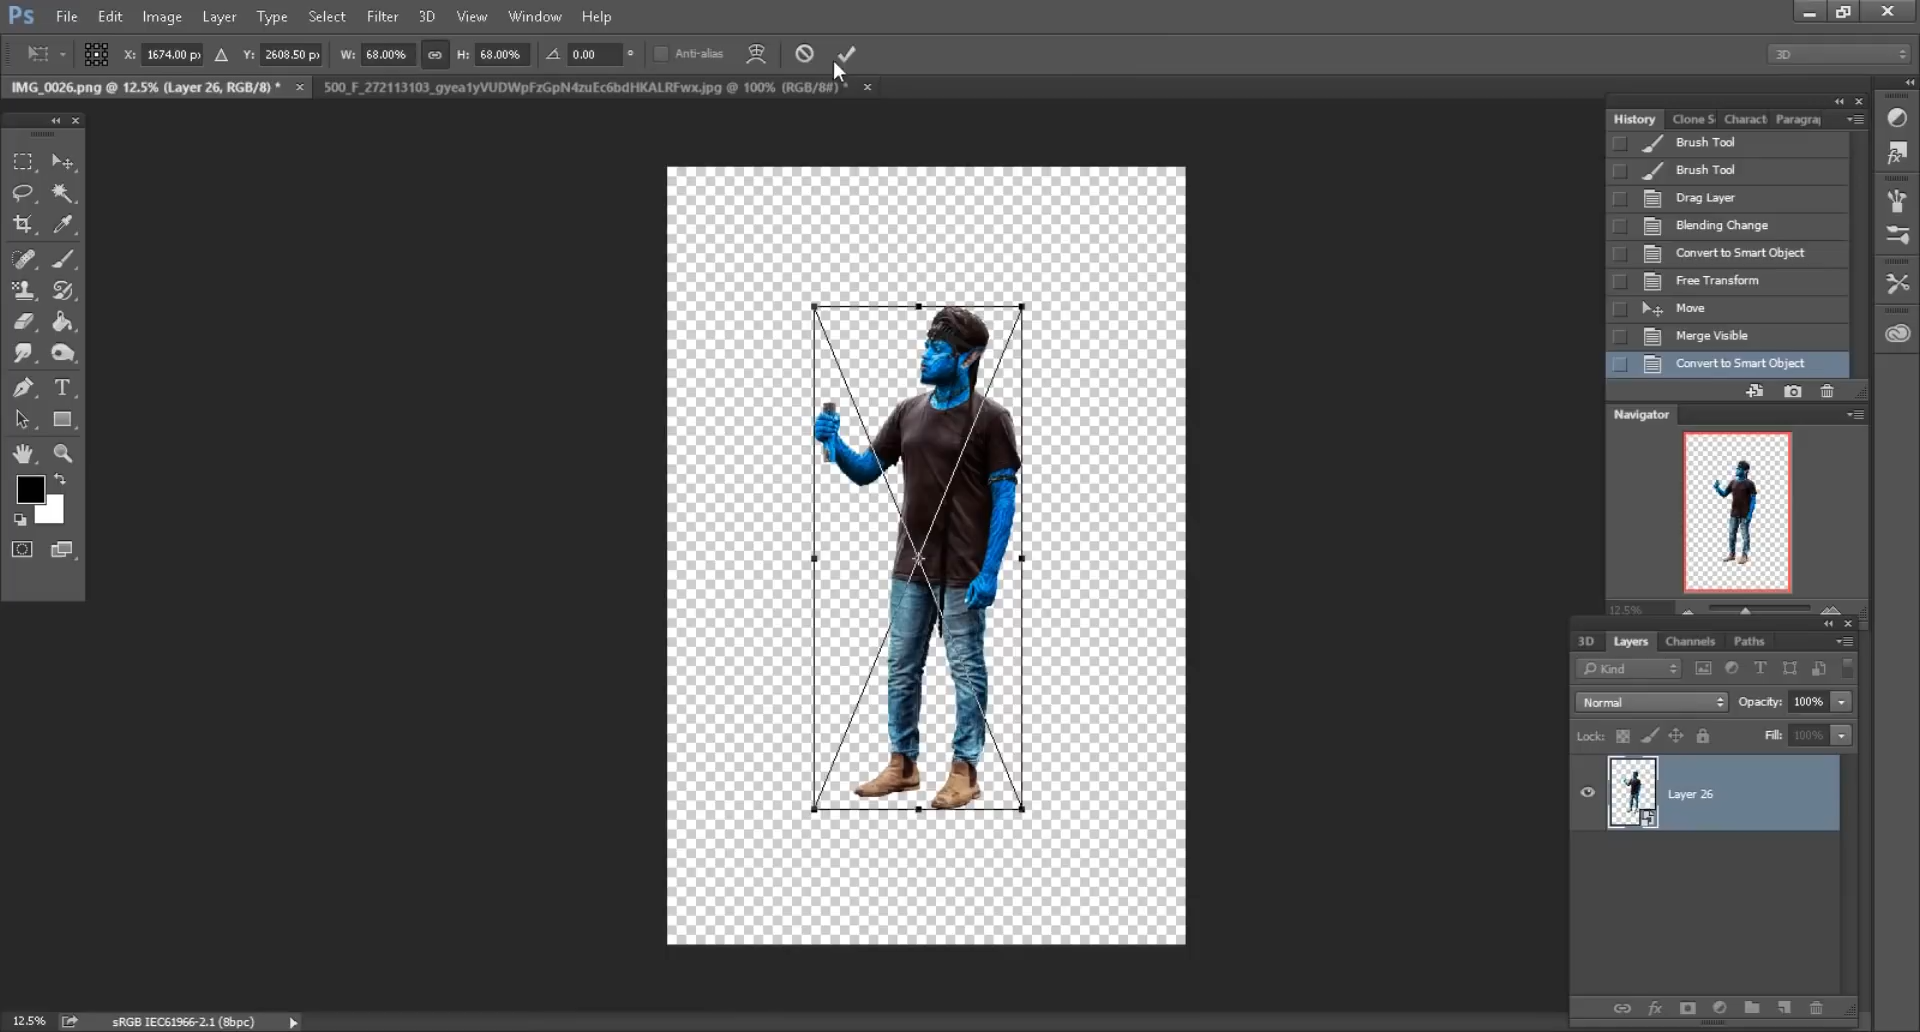 Ps File Edit Image Layer Type Select Filter 3D View Window Help
X: 1674.00 p Y: 2608.50 p W: 68.00% H: 68.00% 0.00 ° Anti-alias 3D
IMG_0026.png @ 12.5% (Layer 26, RGB/8) * × 500_F_272113103_gyea1yVUDWpFzGpN4zuEc6bdHKALRFwx.jpg @ 100% (RGB/8#) * ×
History Clone S Charact Paragra
Brush Tool
Brush Tool
Drag Layer
Blending Change
Convert to Smart Object
Free Transform
Move
Merge Visible
Convert to Smart Object
Navigator
12.5%
3D Layers Channels Paths
Kind
Normal Opacity: 100%
Lock: Fill: 100%
Layer 26
12.5% sRGB IEC61966-2.1 (8bpc)